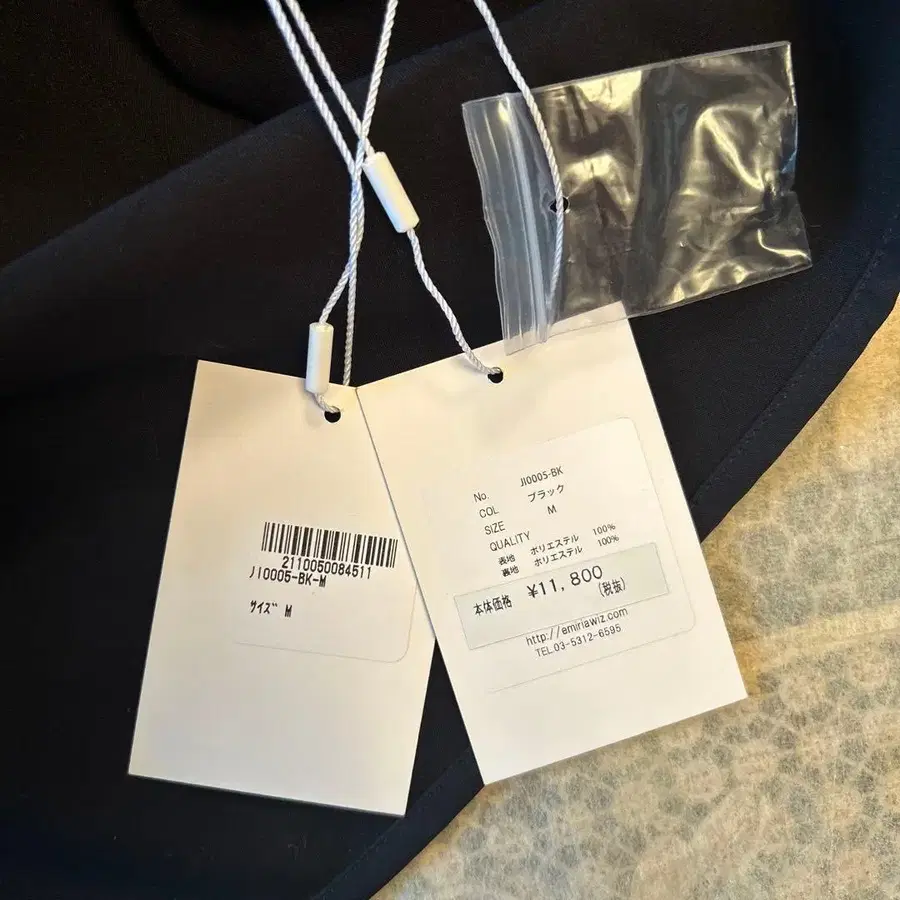 2110050084511
JI0005-BK-M
サイズ M
No. JI0005-BK
COL ブラック
SIZE M
QUALITY
表地 ポリエステル 100%
裏地 ポリエステル 100%
本体価格 ¥11,800
(税抜)
http://emiriawiz.com
TEL.03-5312-6595